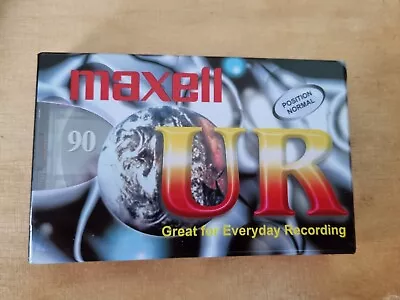 maxell
POSITION
NORMAL
90
UR
Great for Everyday Recording